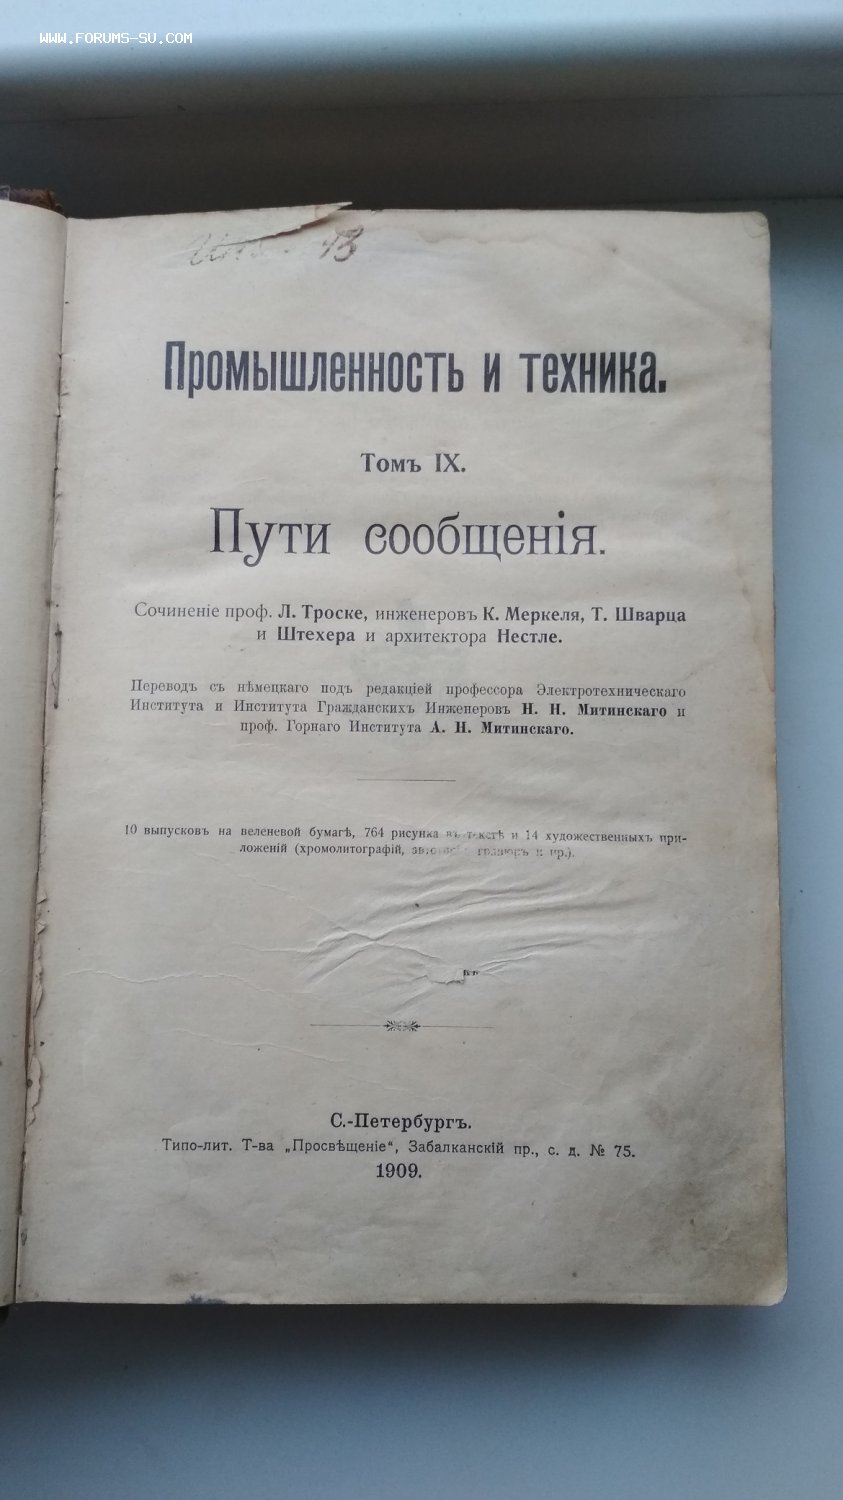 WWW.FORUMS-SU.COM
Промышленность и техника.
Томъ IX.
Пути сообщенія.
Сочиненіе проф. Л. Троске, инженеровъ К. Меркеля, Т. Шварца
и Штехера и архитектора Нестле.
Переводъ съ нѣмецкаго подъ редакціей профессора Электротехническаго
Института и Института Гражданскихъ Инженеровъ Н. Н. Митинскаго и
проф. Горнаго Института А. Н. Митинскаго.
10 выпусковъ на веленевой бумагѣ, 764 рисунка въ текстѣ и 14 художественныхъ при-
ложеній (хромолитографій, гравюръ и пр.).
С.-Петербургъ.
Типо-лит. Т-ва „Просвѣщеніе“, Забалканскій пр., с. д. № 75.
1909.